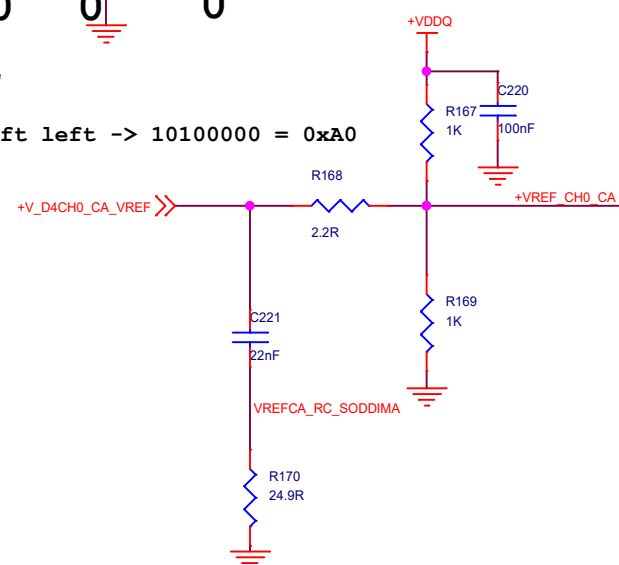 0 0 0
ft left -> 10100000 = 0xA0
+VDDQ
C220
100nF
R167
1K
R168
2.2R
+V_D4CH0_CA_VREF
+VREF_CH0_CA
R169
1K
C221
22nF
VREFCA_RC_SODDIMA
R170
24.9R